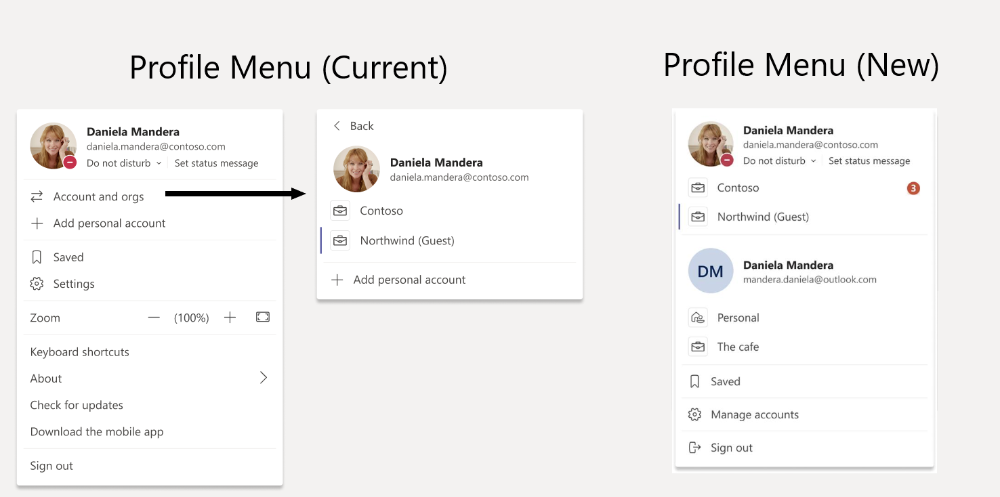 Profile Menu (Current)
Daniela Mandera
daniela.mandera@contoso.com
Do not disturb Set status message
Account and orgs
Add personal account
Saved
Settings
Zoom (100%)
Keyboard shortcuts
About
Check for updates
Download the mobile app
Sign out
Back
Daniela Mandera
daniela.mandera@contoso.com
Contoso
Northwind (Guest)
Add personal account
Profile Menu (New)
Daniela Mandera
daniela.mandera@contoso.com
Do not disturb Set status message
Contoso 3
Northwind (Guest)
DM
Daniela Mandera
mandera.daniela@outlook.com
Personal
The cafe
Saved
Manage accounts
Sign out